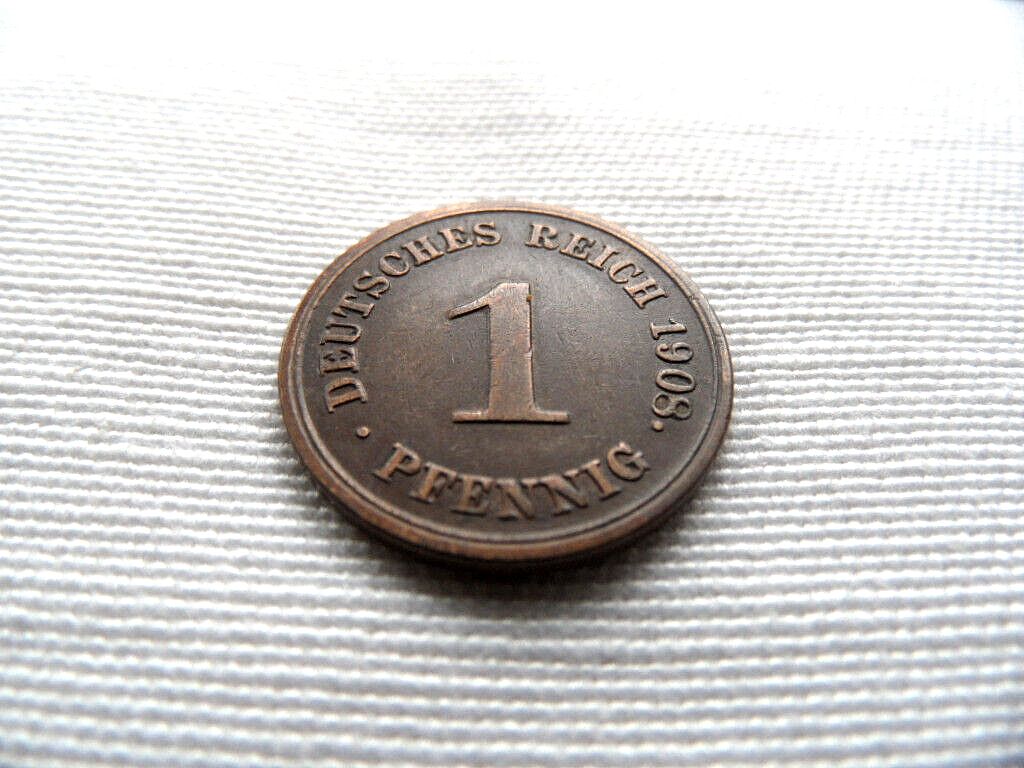 DEUTSCHES REICH 1908.
1
· PFENNIG